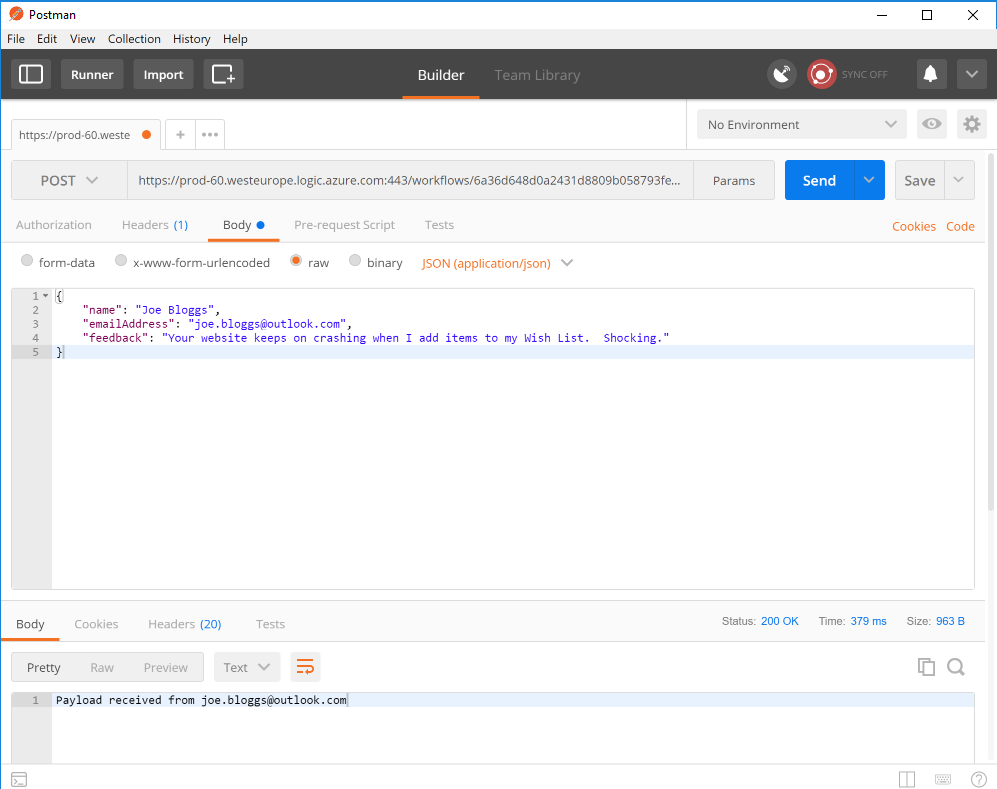 Postman
File Edit View Collection History Help
Runner Import Builder Team Library SYNC OFF
https://prod-60.weste + ••• No Environment
POST https://prod-60.westeurope.logic.azure.com:443/workflows/6a36d648d0a2431d8809b058793fe... Params Send Save
Authorization Headers (1) Body Pre-request Script Tests Cookies Code
form-data x-www-form-urlencoded raw binary JSON (application/json)
1 {
2 "name": "Joe Bloggs",
3 "emailAddress": "joe.bloggs@outlook.com",
4 "feedback": "Your website keeps on crashing when I add items to my Wish List.  Shocking."
5 }
Body Cookies Headers (20) Tests Status: 200 OK Time: 379 ms Size: 963 B
Pretty Raw Preview Text
1 Payload received from joe.bloggs@outlook.com